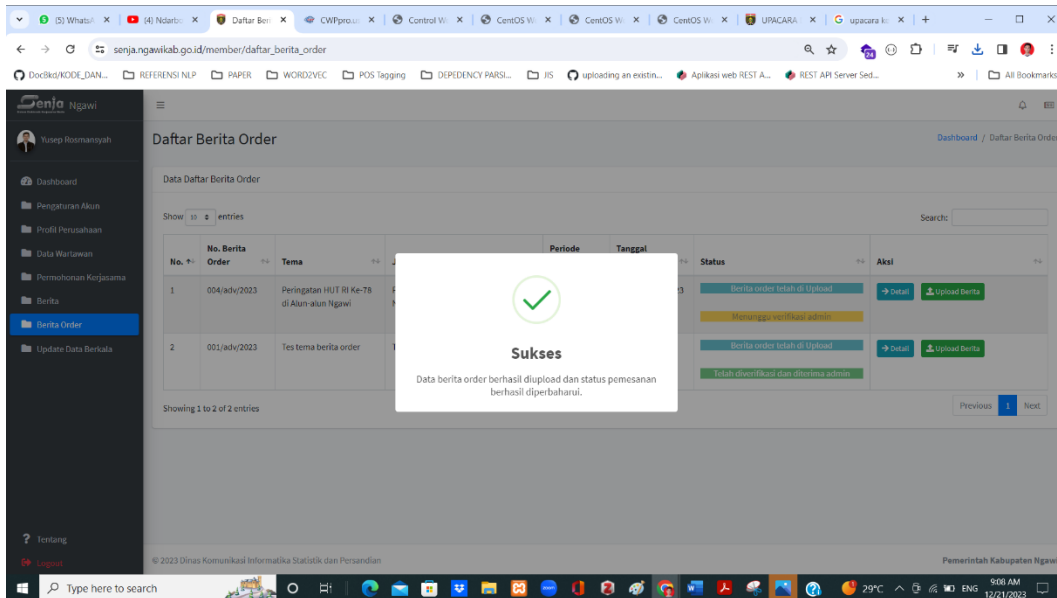 (5) WhatsA
(4) Ndarbo
Daftar Beri
CWPpro.us
Control W
CentOS W
CentOS W
CentOS W
UPACARA
upacara k
senja.ngawikab.go.id/member/daftar_berita_order
DocBkd/KODE_DAN...
REFERENSI NLP
PAPER
WORD2VEC
POS Tagging
DEPEDENCY PARSI...
JIS
uploading an existin...
Aplikasi web REST A...
REST API Server Sed...
»
All Bookmarks
Senja Ngawi
Yusep Rosmansyah
Dashboard
Pengaturan Akun
Profil Perusahaan
Data Wartawan
Permohonan Kerjasama
Berita
Berita Order
Update Data Berkala
? Tentang
Logout
Daftar Berita Order
Dashboard / Daftar Berita Order
Data Daftar Berita Order
Show 10 entries
Search:
No. No. Berita Order Tema Periode Tanggal Status Aksi
1 004/adv/2023 Peringatan HUT RI Ke-78 di Alun-alun Ngawi
Berita order telah di Upload
Menunggu verifikasi admin
Detail Upload Berita
2 001/adv/2023 Tes tema berita order
Berita order telah di Upload
Telah diverifikasi dan diterima admin
Detail Upload Berita
Showing 1 to 2 of 2 entries
Previous 1 Next
Sukses
Data berita order berhasil diupload dan status pemesanan
berhasil diperbaharui.
© 2023 Dinas Komunikasi Informatika Statistik dan Persandian
Pemerintah Kabupaten Ngawi
Type here to search
29°C
ENG
9:08 AM
12/21/2023